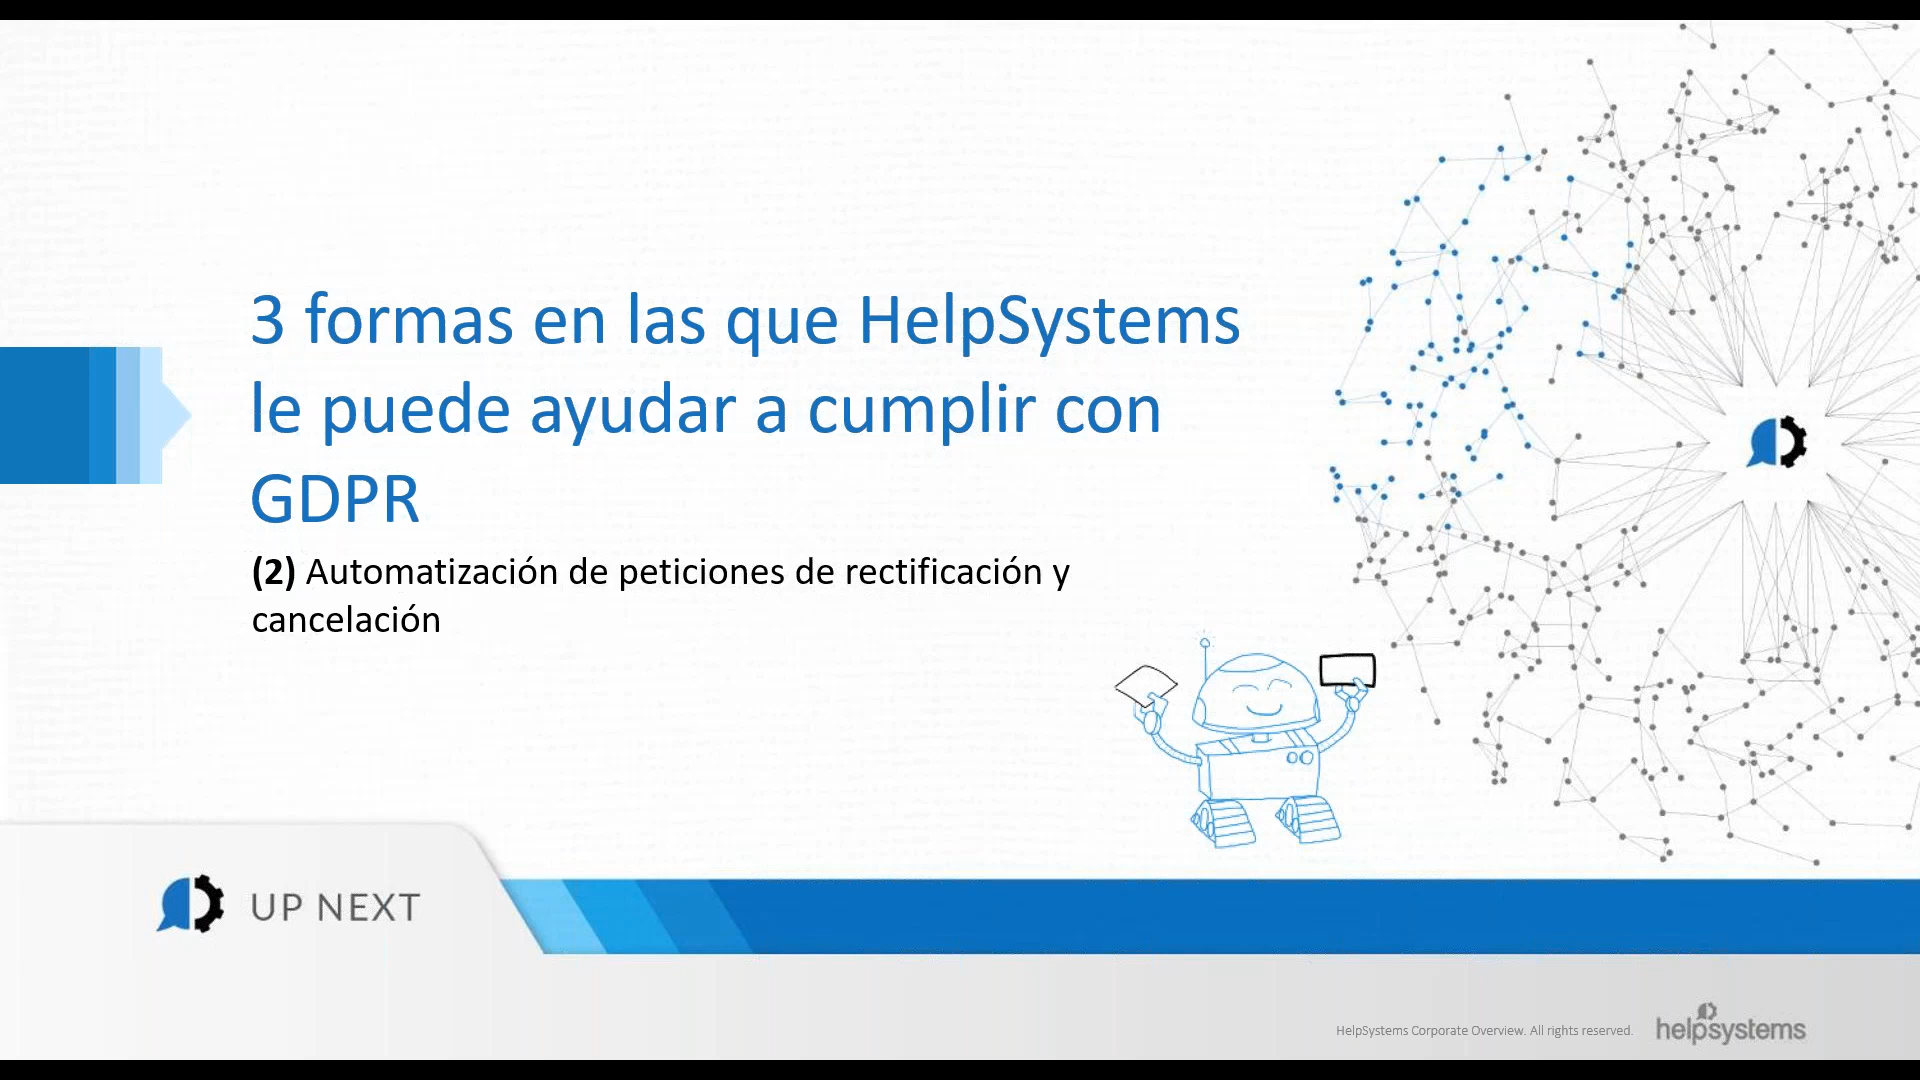 3 formas en las que HelpSystems
le puede ayudar a cumplir con
GDPR
(2) Automatización de peticiones de rectificación y
cancelación
UP NEXT
HelpSystems Corporate Overview. All rights reserved.
helpsystems